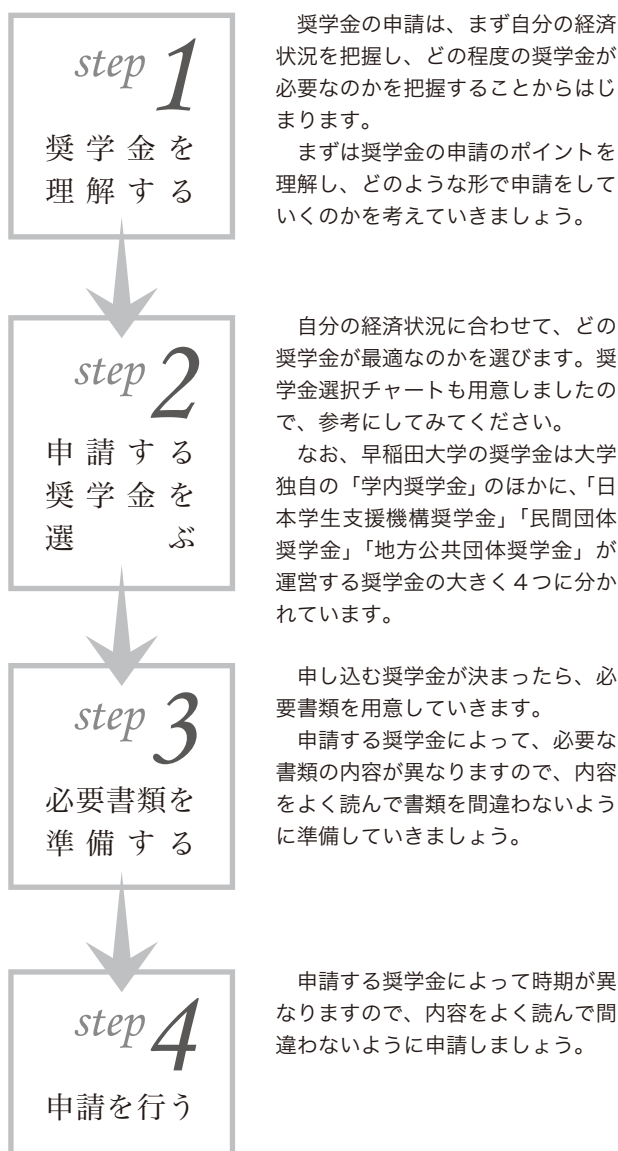 step 1
奨学金を
理解する
　奨学金の申請は、まず自分の経済
状況を把握し、どの程度の奨学金が
必要なのかを把握することからはじ
まります。
　まずは奨学金の申請のポイントを
理解し、どのような形で申請をして
いくのかを考えていきましょう。
step 2
申請する
奨学金を
選ぶ
　自分の経済状況に合わせて、どの
奨学金が最適なのかを選びます。奨
学金選択チャートも用意しましたの
で、参考にしてみてください。
　なお、早稲田大学の奨学金は大学
独自の「学内奨学金」のほかに、「日
本学生支援機構奨学金」「民間団体
奨学金」「地方公共団体奨学金」が
運営する奨学金の大きく４つに分か
れています。
step 3
必要書類を
準備する
　申し込む奨学金が決まったら、必
要書類を用意していきます。
　申請する奨学金によって、必要な
書類の内容が異なりますので、内容
をよく読んで書類を間違わないよう
に準備していきましょう。
step 4
申請を行う
　申請する奨学金によって時期が異
なりますので、内容をよく読んで間
違わないように申請しましょう。